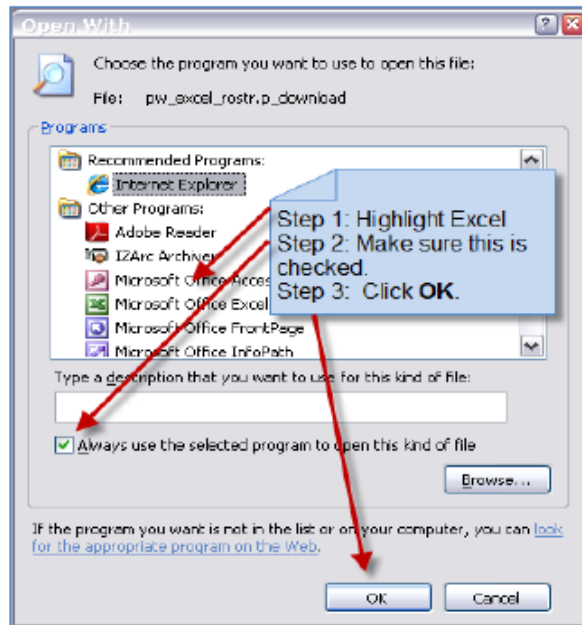 Open With
Choose the program you want to use to open this file:
File: pw_excel_rostr.p_download
Programs
Recommended Programs:
Internet Explorer
Other Programs:
Adobe Reader
IZArc Archiver
Microsoft Office Acces
Microsoft Office Excel
Microsoft Office FrontPage
Microsoft Office InfoPath
Step 1: Highlight Excel
Step 2: Make sure this is
checked.
Step 3: Click OK.
Type a description that you want to use for this kind of file:
Always use the selected program to open this kind of file
Browse...
If the program you want is not in the list or on your computer, you can look
for the appropriate program on the Web.
OK
Cancel